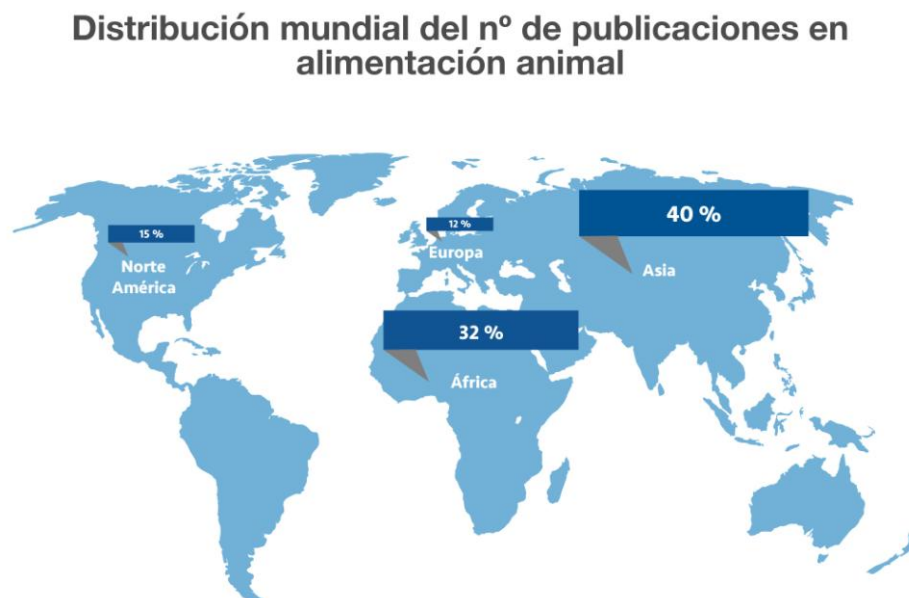 Distribución mundial del nº de publicaciones en
alimentación animal
15 %
Norte
América
12 %
Europa
40 %
Asia
32 %
África